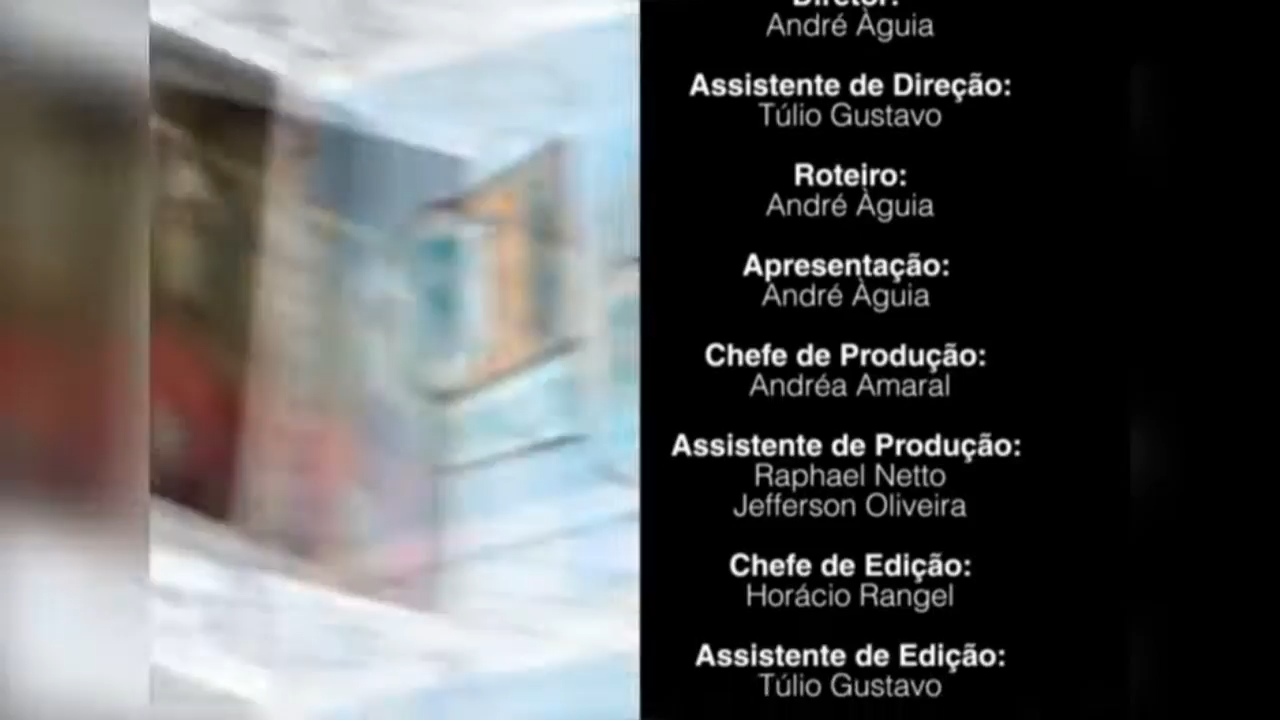 Diretor:
André Àguia
Assistente de Direção:
Túlio Gustavo
Roteiro:
André Àguia
Apresentação:
André Àguia
Chefe de Produção:
Andréa Amaral
Assistente de Produção:
Raphael Netto
Jefferson Oliveira
Chefe de Edição:
Horácio Rangel
Assistente de Edição:
Túlio Gustavo